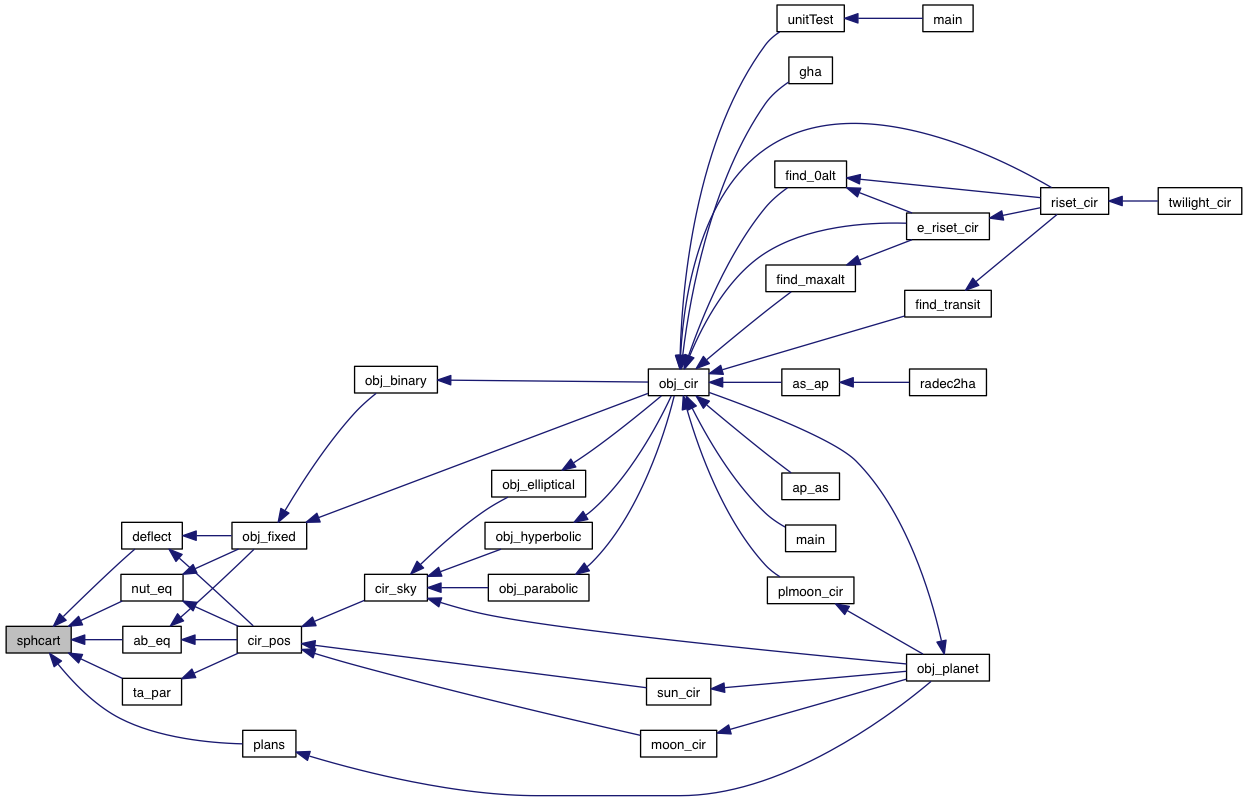 unitTest
main
gha
find_0alt
riset_cir
twilight_cir
e_riset_cir
find_maxalt
find_transit
obj_binary
obj_cir
as_ap
radec2ha
obj_elliptical
ap_as
deflect
obj_fixed
obj_hyperbolic
main
nut_eq
cir_sky
obj_parabolic
plmoon_cir
sphcart
ab_eq
cir_pos
obj_planet
ta_par
sun_cir
plans
moon_cir